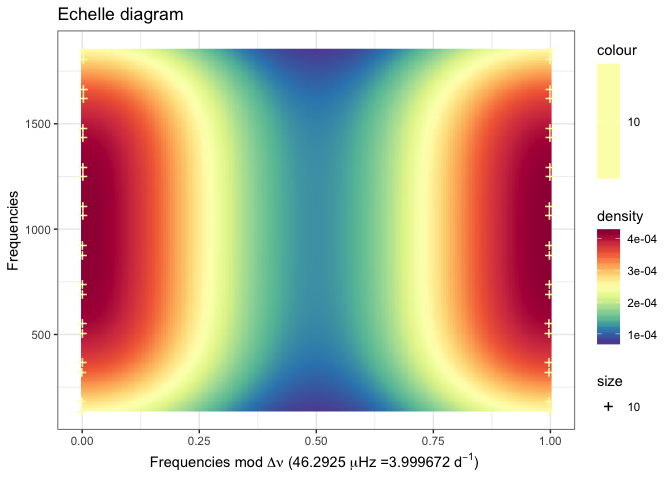 Echelle diagram
colour
10
density
4e-04
3e-04
2e-04
1e-04
size
10
Frequencies
1500
1000
500
0.00 0.25 0.50 0.75 1.00
Frequencies mod Δν (46.2925 μHz =3.999672 d⁻¹)